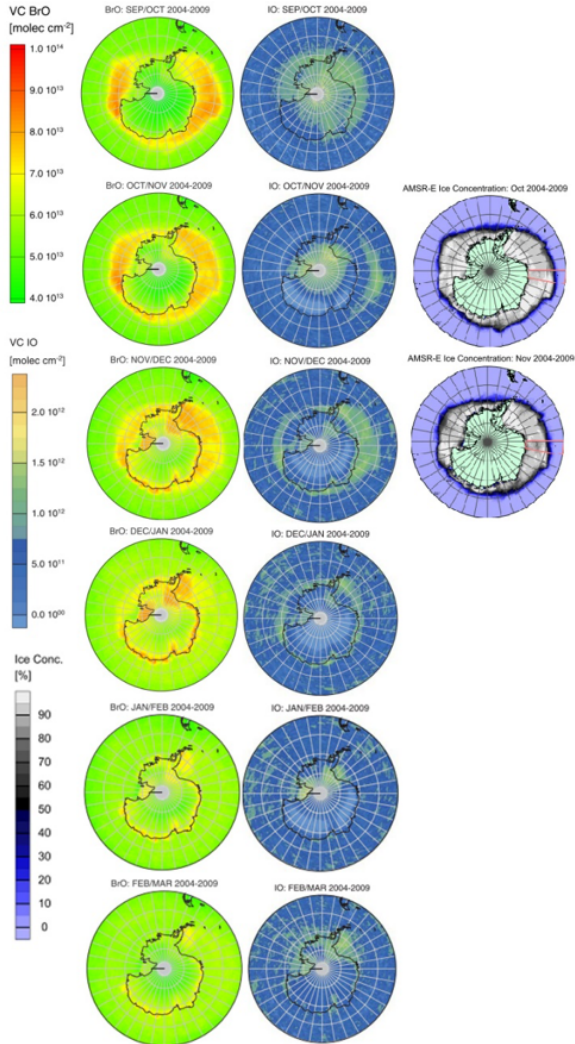 VC BrO
[molec cm⁻²]
1.0 10¹⁴
9.0 10¹³
8.0 10¹³
7.0 10¹³
6.0 10¹³
5.0 10¹³
4.0 10¹³
BrO: SEP/OCT 2004-2009
IO: SEP/OCT 2004-2009
BrO: OCT/NOV 2004-2009
IO: OCT/NOV 2004-2009
AMSR-E Ice Concentration: Oct 2004-2009
VC IO
[molec cm⁻²]
2.0 10¹²
1.5 10¹²
1.0 10¹²
5.0 10¹¹
0.0 10⁰⁰
BrO: NOV/DEC 2004-2009
IO: NOV/DEC 2004-2009
AMSR-E Ice Concentration: Nov 2004-2009
BrO: DEC/JAN 2004-2009
IO: DEC/JAN 2004-2009
Ice Conc.
[%]
90
80
70
60
50
40
30
20
10
0
BrO: JAN/FEB 2004-2009
IO: JAN/FEB 2004-2009
BrO: FEB/MAR 2004-2009
IO: FEB/MAR 2004-2009